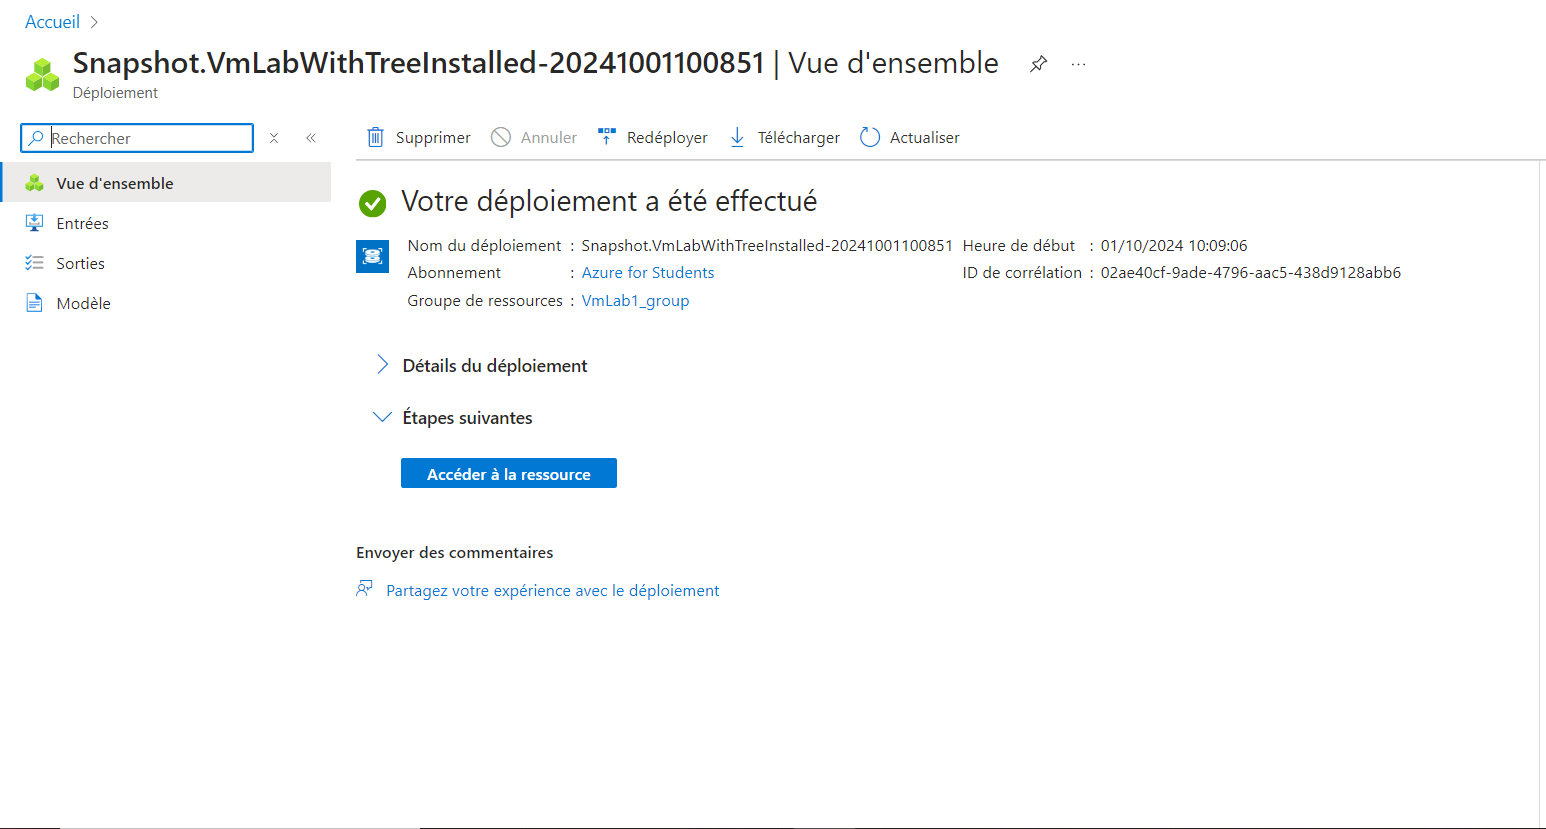 Accueil
Snapshot.VmLabWithTreeInstalled-20241001100851 | Vue d'ensemble
Déploiement
Rechercher
Vue d'ensemble
Entrées
Sorties
Modèle
Supprimer Annuler Redéployer Télécharger Actualiser
Votre déploiement a été effectué
Nom du déploiement : Snapshot.VmLabWithTreeInstalled-20241001100851 Heure de début : 01/10/2024 10:09:06
Abonnement : Azure for Students ID de corrélation : 02ae40cf-9ade-4796-aac5-438d9128abb6
Groupe de ressources : VmLab1_group
Détails du déploiement
Étapes suivantes
Accéder à la ressource
Envoyer des commentaires
Partagez votre expérience avec le déploiement